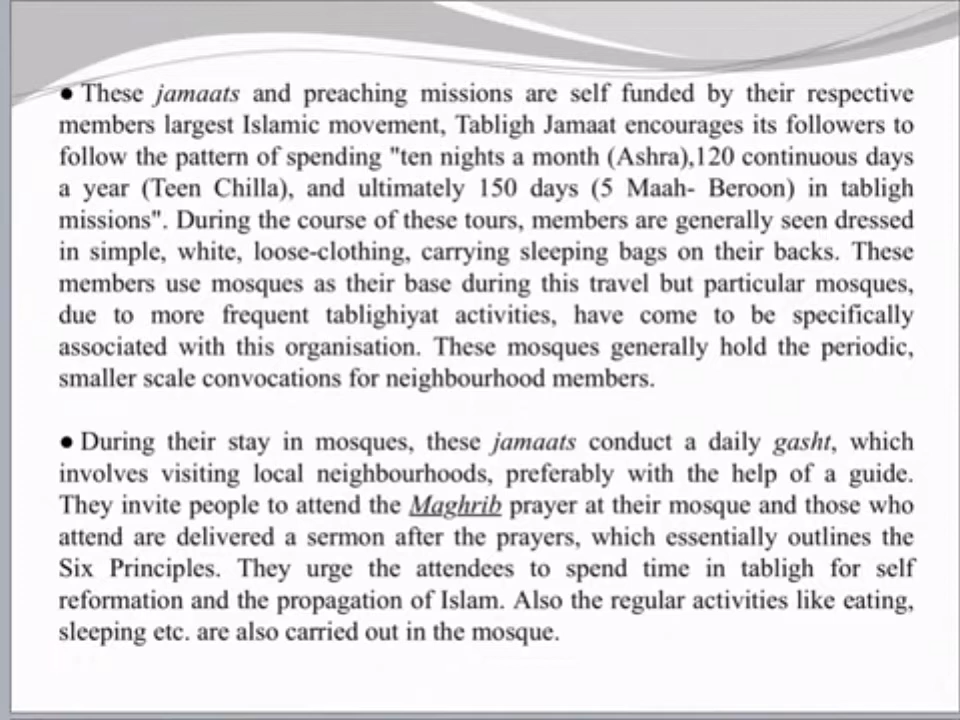 ● These jamaats and preaching missions are self funded by their respective
members largest Islamic movement, Tabligh Jamaat encourages its followers to
follow the pattern of spending "ten nights a month (Ashra),120 continuous days
a year (Teen Chilla), and ultimately 150 days (5 Maah- Beroon) in tabligh
missions". During the course of these tours, members are generally seen dressed
in simple, white, loose-clothing, carrying sleeping bags on their backs. These
members use mosques as their base during this travel but particular mosques,
due to more frequent tablighiyat activities, have come to be specifically
associated with this organisation. These mosques generally hold the periodic,
smaller scale convocations for neighbourhood members.
● During their stay in mosques, these jamaats conduct a daily gasht, which
involves visiting local neighbourhoods, preferably with the help of a guide.
They invite people to attend the Maghrib prayer at their mosque and those who
attend are delivered a sermon after the prayers, which essentially outlines the
Six Principles. They urge the attendees to spend time in tabligh for self
reformation and the propagation of Islam. Also the regular activities like eating,
sleeping etc. are also carried out in the mosque.